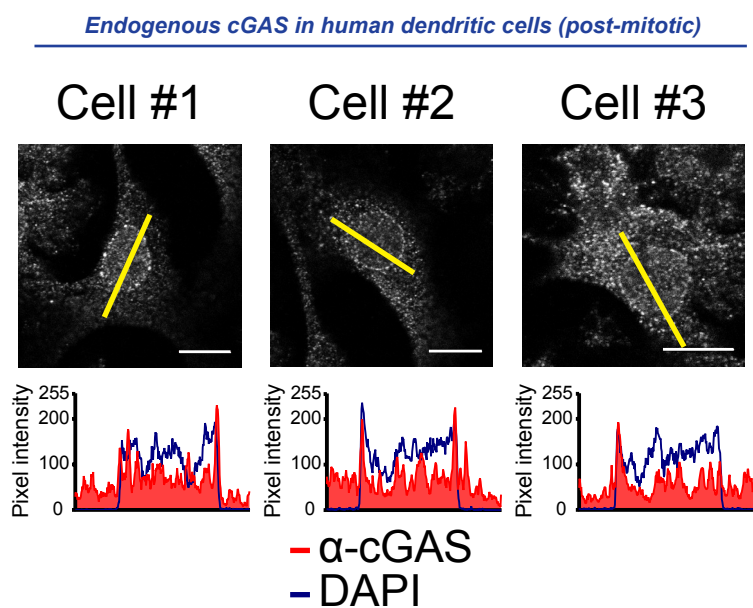 Endogenous cGAS in human dendritic cells (post-mitotic)
Cell #1 Cell #2 Cell #3
Pixel intensity 255 200 100 0
Pixel intensity 255 200 100 0
Pixel intensity 255 200 100 0
α-cGAS
DAPI